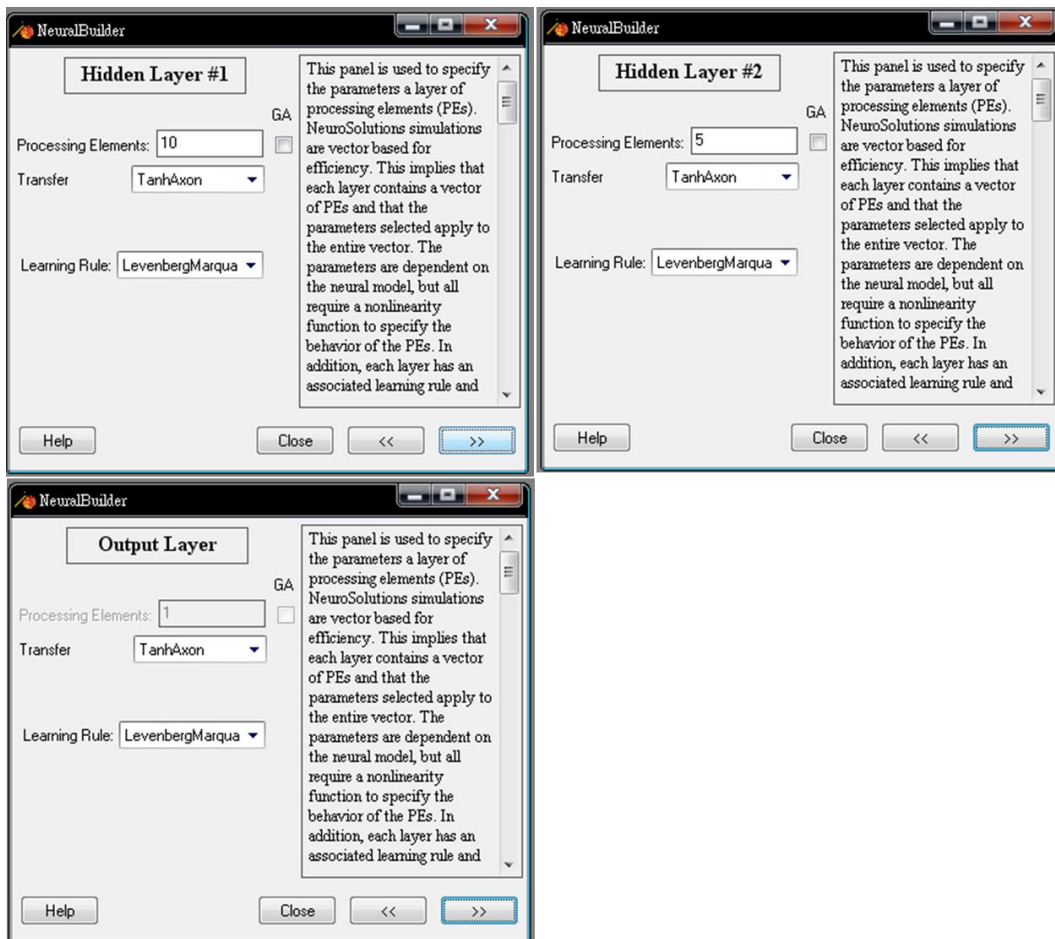 NeuralBuilder
Hidden Layer #1
GA
Processing Elements: 10
Transfer TanhAxon
Learning Rule: LevenbergMarqua
This panel is used to specify
the parameters a layer of
processing elements (PEs).
NeuroSolutions simulations
are vector based for
efficiency. This implies that
each layer contains a vector
of PEs and that the
parameters selected apply to
the entire vector. The
parameters are dependent on
the neural model, but all
require a nonlinearity
function to specify the
behavior of the PEs. In
addition, each layer has an
associated learning rule and
Help
Close
<<
>>
NeuralBuilder
Hidden Layer #2
GA
Processing Elements: 5
Transfer TanhAxon
Learning Rule: LevenbergMarqua
This panel is used to specify
the parameters a layer of
processing elements (PEs).
NeuroSolutions simulations
are vector based for
efficiency. This implies that
each layer contains a vector
of PEs and that the
parameters selected apply to
the entire vector. The
parameters are dependent on
the neural model, but all
require a nonlinearity
function to specify the
behavior of the PEs. In
addition, each layer has an
associated learning rule and
Help
Close
<<
>>
NeuralBuilder
Output Layer
GA
Processing Elements: 1
Transfer TanhAxon
Learning Rule: LevenbergMarqua
This panel is used to specify
the parameters a layer of
processing elements (PEs).
NeuroSolutions simulations
are vector based for
efficiency. This implies that
each layer contains a vector
of PEs and that the
parameters selected apply to
the entire vector. The
parameters are dependent on
the neural model, but all
require a nonlinearity
function to specify the
behavior of the PEs. In
addition, each layer has an
associated learning rule and
Help
Close
<<
>>